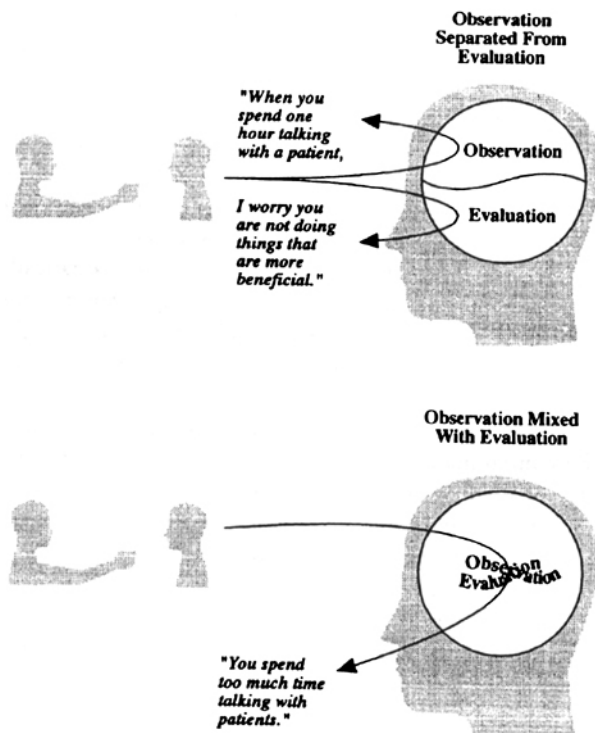 Observation
Separated From
Evaluation
"When you
spend one
hour talking
with a patient,
Observation
Evaluation
I worry you
are not doing
things that
are more
beneficial."
Observation Mixed
With Evaluation
"You spend
too much time
talking with
patients."